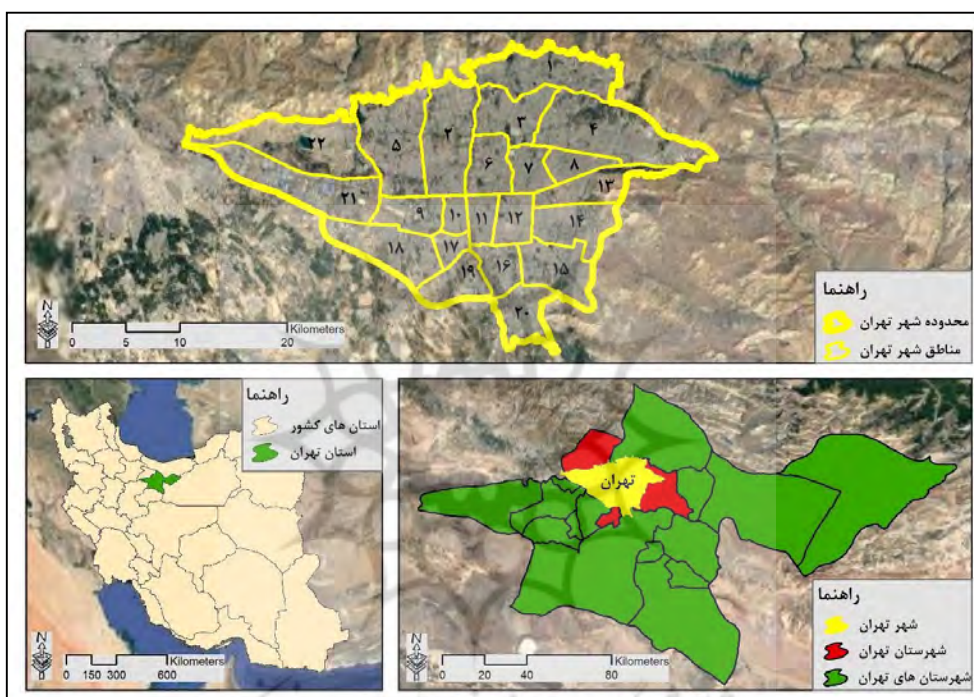 ۱
۲
۳
۴
۵
۶
۷
۸
۹
۱۰
۱۱
۱۲
۱۳
۱۴
۱۵
۱۶
۱۷
۱۸
۱۹
۲۰
۲۱
۲۲
راهنما
محدوده شهر تهران
مناطق شهر تهران
N
0 5 10 20
Kilometers
راهنما
استان های کشور
استان تهران
N
0 150 300 600
Kilometers
تهران
راهنما
شهر تهران
شهرستان تهران
شهرستان های تهران
N
0 20 40 80
Kilometers